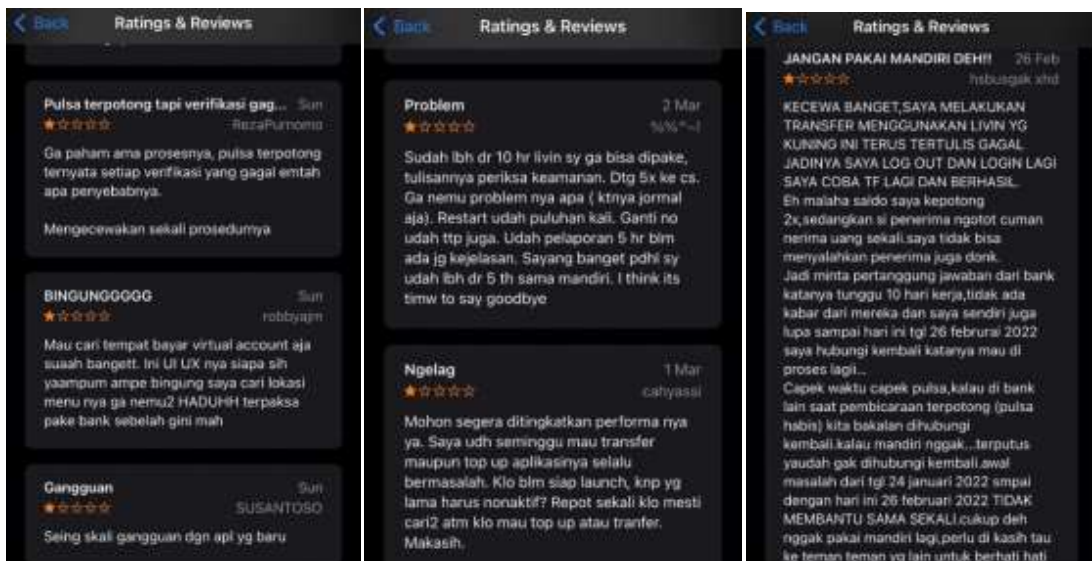 Back
Ratings & Reviews
Pulsa terpotong tapi verifikasi gag... Sun
RezaPurnomo
Ga paham ama prosesnya, pulsa terpotong
ternyata setiap verifikasi yang gagal emtah
apa penyebabnya.
Mengecewakan sekali prosedurnya
BINGUNGGGGG Sun
robbyajm
Mau cari tempat bayar virtual account aja
suaah bangett. Ini UI UX nya siapa sih
yaampum ampe bingung saya cari lokasi
menu nya ga nemu2 HADUHH terpaksa
pake bank sebelah gini mah
Gangguan Sun
SUSANTOSO
Seing skali gangguan dgn apl yg baru
Back
Ratings & Reviews
Problem 2 Mar
Sudah lbh dr 10 hr livin sy ga bisa dipake,
tulisannya periksa keamanan. Dtg 5x ke cs.
Ga nemu problem nya apa ( ktnya jormal
aja). Restart udah puluhan kali. Ganti no
udah ttp juga. Udah pelaporan 5 hr blm
ada jg kejelasan. Sayang banget pdhl sy
udah lbh dr 5 th sama mandiri. I think its
timw to say goodbye
Ngelag 1 Mar
cahyassi
Mohon segera ditingkatkan performa nya
ya. Saya udh seminggu mau transfer
maupun top up aplikasinya selalu
bermasalah. Klo blm siap launch, knp yg
lama harus nonaktif? Repot sekali klo mesti
cari2 atm klo mau top up atau tranfer.
Makasih.
Back
Ratings & Reviews
JANGAN PAKAI MANDIRI DEH!! 26 Feb
hsbusgak xhd
KECEWA BANGET,SAYA MELAKUKAN
TRANSFER MENGGUNAKAN LIVIN YG
KUNING INI TERUS TERTULIS GAGAL
JADINYA SAYA LOG OUT DAN LOGIN LAGI
SAYA COBA TF LAGI DAN BERHASIL.
Eh malaha saldo saya kepotong
2x,sedangkan si penerima ngotot cuman
nerima uang sekali.saya tidak bisa
menyalahkan penerima juga donk.
Jadi minta pertanggung jawaban dari bank
katanya tunggu 10 hari kerja,tidak ada
kabar dari mereka dan saya sendiri juga
lupa sampai hari ini tgl 26 februrai 2022
saya hubungi kembali katanya mau di
proses lagii...
Capek waktu capek pulsa,kalau di bank
lain saat pembicaraan terpotong (pulsa
habis) kita bakalan dihubungi
kembali.kalau mandiri nggak...terputus
yaudah gak dihubungi kembali.awal
masalah dari tgl 24 januari 2022 smpai
dengan hari ini 26 februari 2022 TIDAK
MEMBANTU SAMA SEKALI.cukup deh
nggak pakai mandiri lagi,perlu di kasih tau
ke teman teman yg lain untuk berhati hati